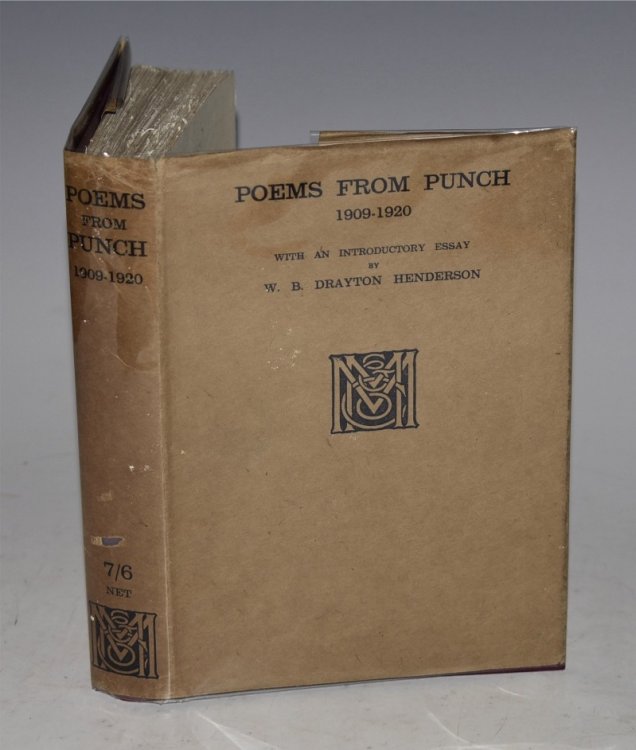 POEMS
FROM
PUNCH
1909-1920
7/6
NET
POEMS FROM PUNCH
1909-1920
WITH AN INTRODUCTORY ESSAY
BY
W. B. DRAYTON HENDERSON